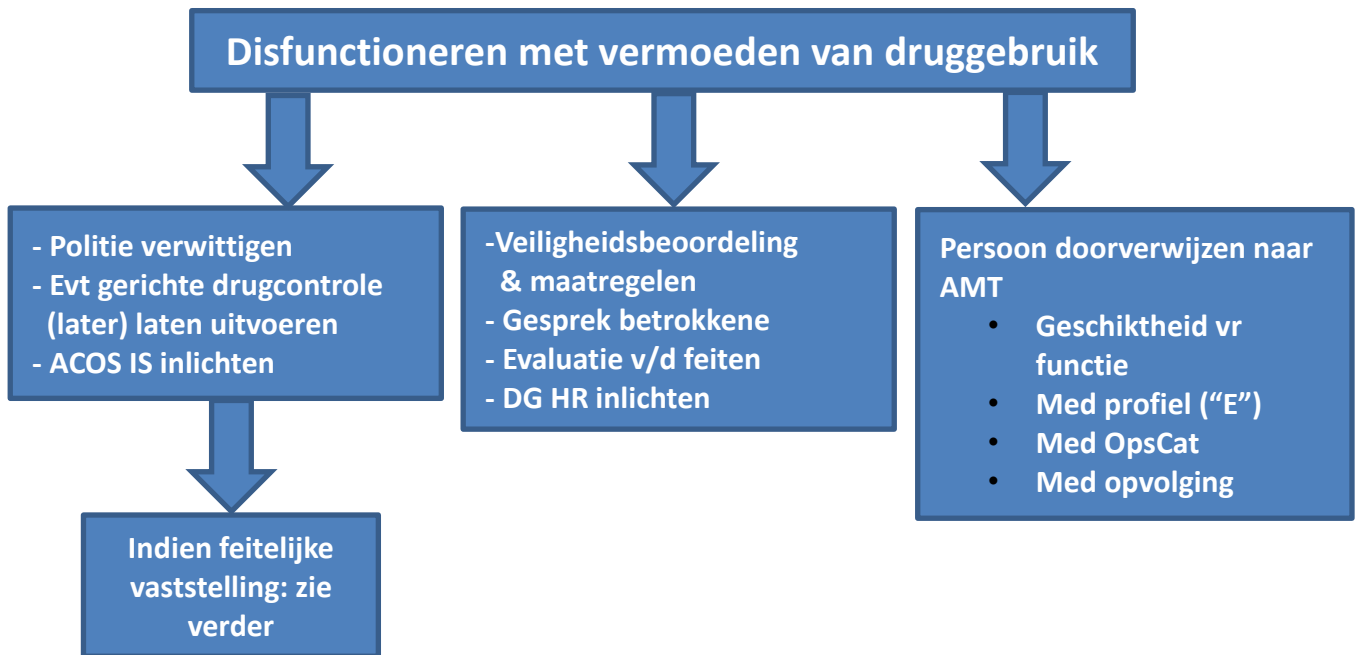 Disfunctioneren met vermoeden van druggebruik
- Politie verwittigen
- Evt gerichte drugcontrole
(later) laten uitvoeren
- ACOS IS inlichten
-Veiligheidsbeoordeling
& maatregelen
- Gesprek betrokkene
- Evaluatie v/d feiten
- DG HR inlichten
Persoon doorverwijzen naar
AMT
• Geschiktheid vr
functie
• Med profiel (“E”)
• Med OpsCat
• Med opvolging
Indien feitelijke
vaststelling: zie
verder